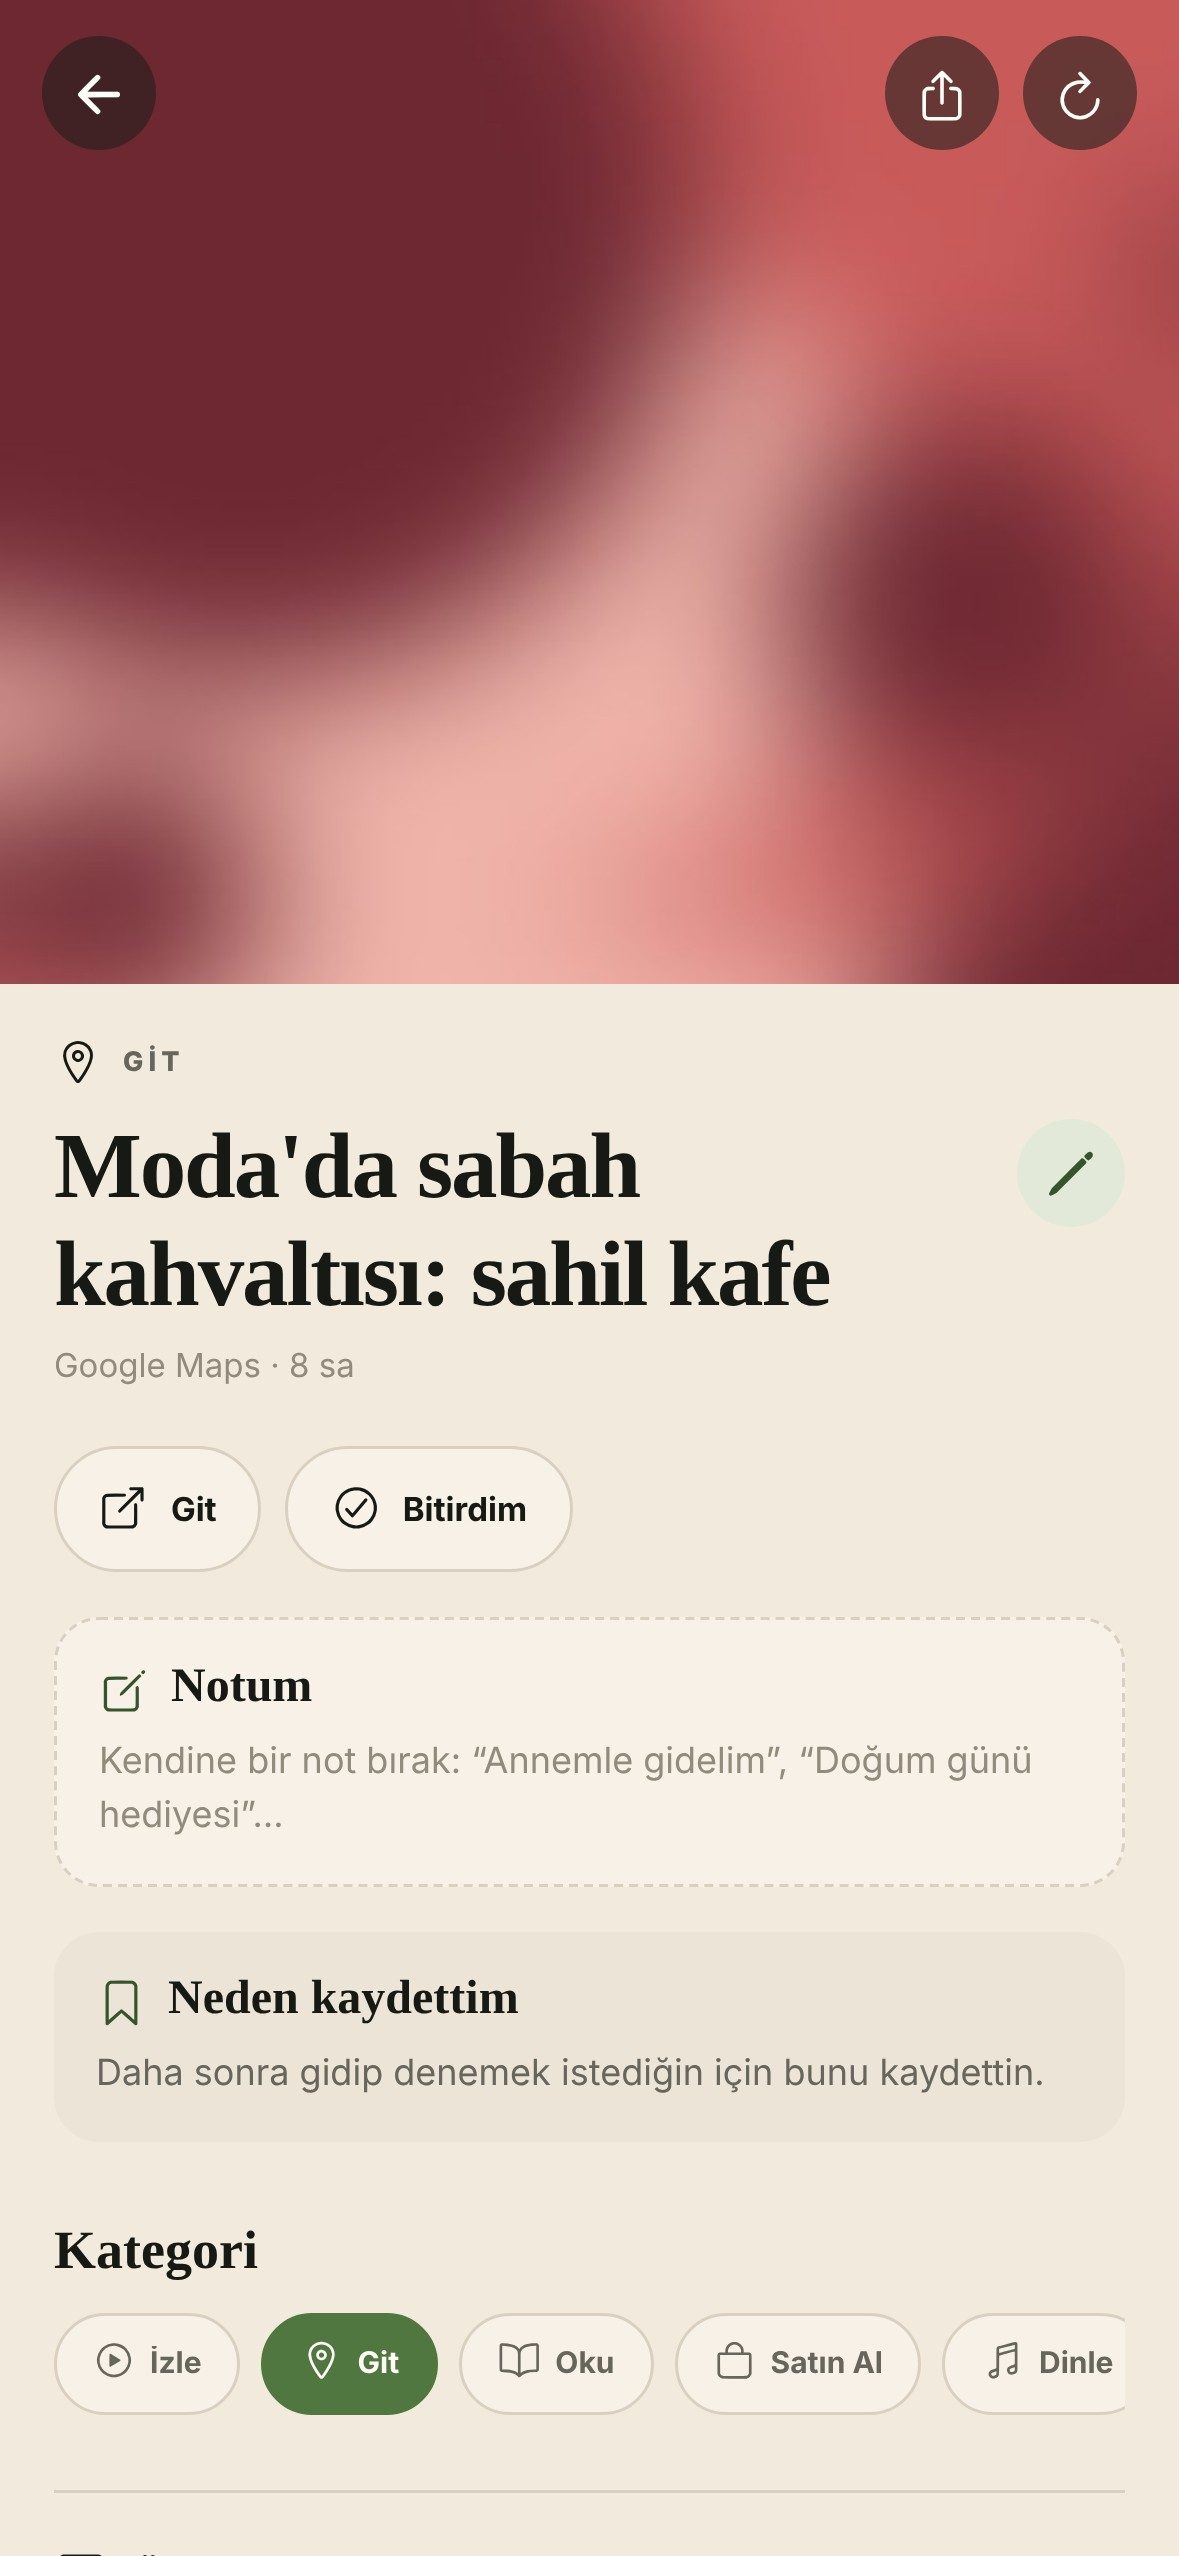 GİT
Moda'da sabah
kahvaltısı: sahil kafe
Google Maps · 8 sa
Git
Bitirdim
Notum
Kendine bir not bırak: “Annemle gidelim”, “Doğum günü
hediyesi”...
Neden kaydettim
Daha sonra gidip denemek istediğin için bunu kaydettin.
Kategori
İzle
Git
Oku
Satın Al
Dinle